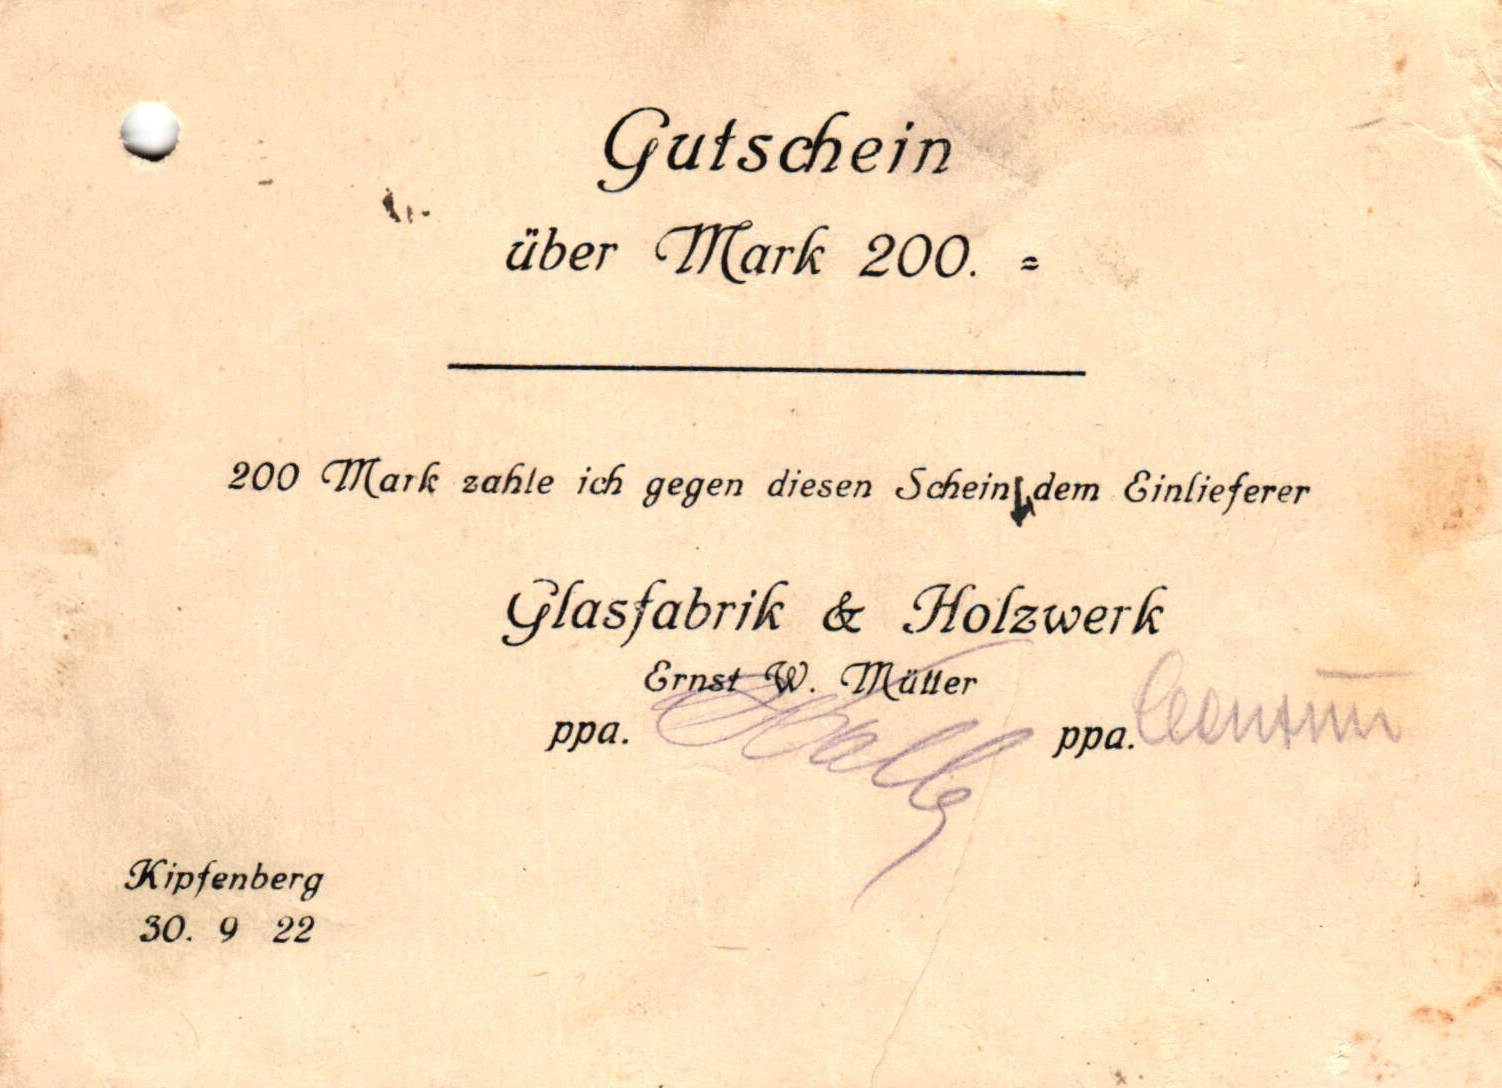 Gutschein
über Mark 200. =
200 Mark zahle ich gegen diesen Schein dem Einlieferer
Glasfabrik & Holzwerk
Ernst W. Müller
ppa. ppa.
Kipfenberg
30. 9 22